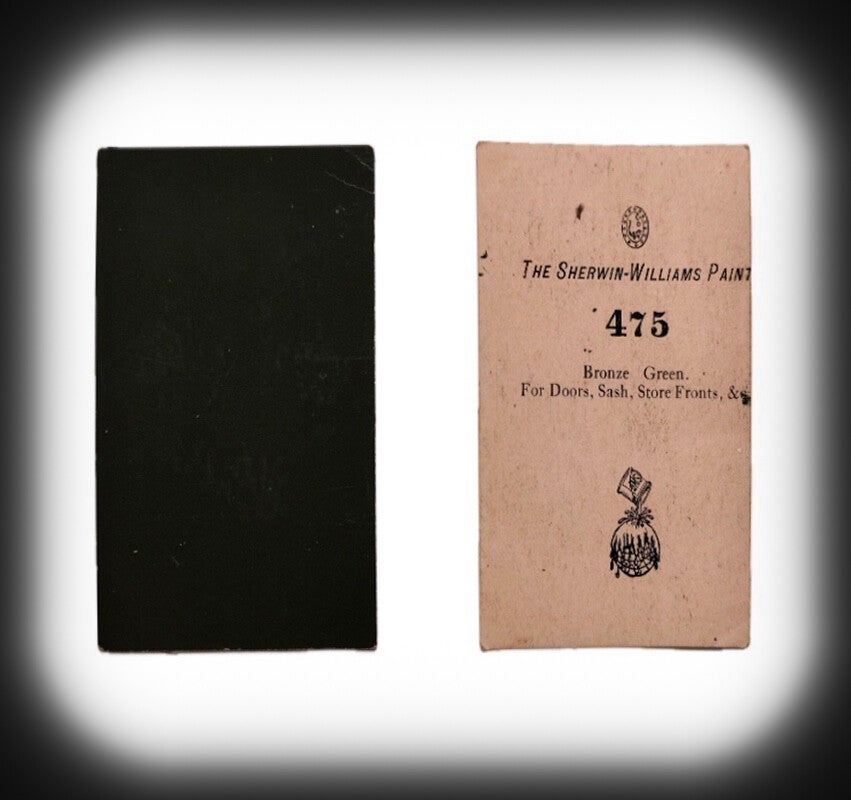 THE SHERWIN-WILLIAMS PAINT
475
Bronze Green.
For Doors, Sash, Store Fronts, &c